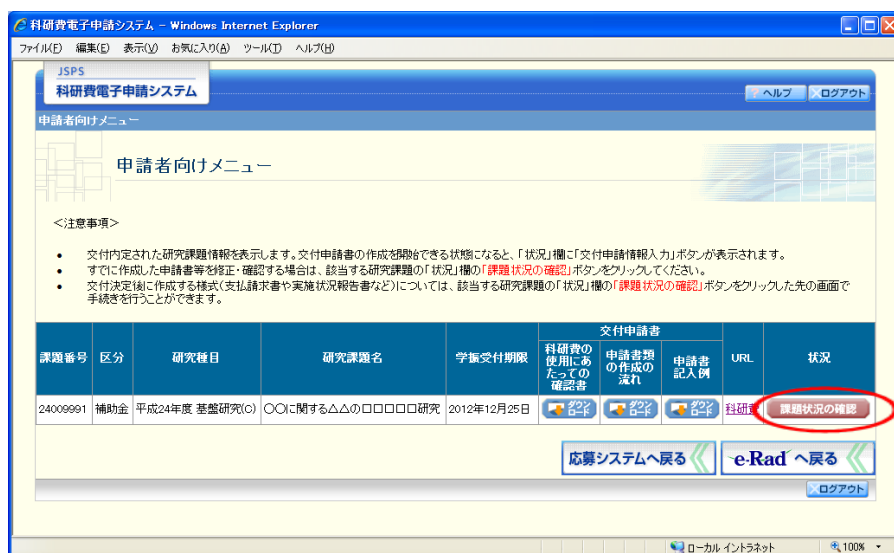 科研費電子申請システム - Windows Internet Explorer
ファイル(F) 編集(E) 表示(V) お気に入り(A) ツール(T) ヘルプ(H)
JSPS
科研費電子申請システム
? ヘルプ ×ログアウト
申請者向けメニュー
申請者向けメニュー
<注意事項>
• 交付内定された研究課題情報を表示します。交付申請書の作成を開始できる状態になると、「状況」欄に「交付申請情報入力」ボタンが表示されます。
• すでに作成した申請書等を修正・確認する場合は、該当する研究課題の「状況」欄の「課題状況の確認」ボタンをクリックしてください。
• 交付決定後に作成する様式(支払請求書や実施状況報告書など)については、該当する研究課題の「状況」欄の「課題状況の確認」ボタンをクリックした先の画面で
手続きを行うことができます。
課題番号 区分 研究種目 研究課題名 学振受付期限 交付申請書 URL 状況
科研費の使用にあたっての確認書 申請書類の作成の流れ 申請書記入例
24009991 補助金 平成24年度 基盤研究(C) 〇〇に関する△△の□□□□□研究 2012年12月25日 ダウンロード ダウンロード ダウンロード 科研費 課題状況の確認
応募システムへ戻る e-Rad へ戻る
×ログアウト
ローカル イントラネット 100%